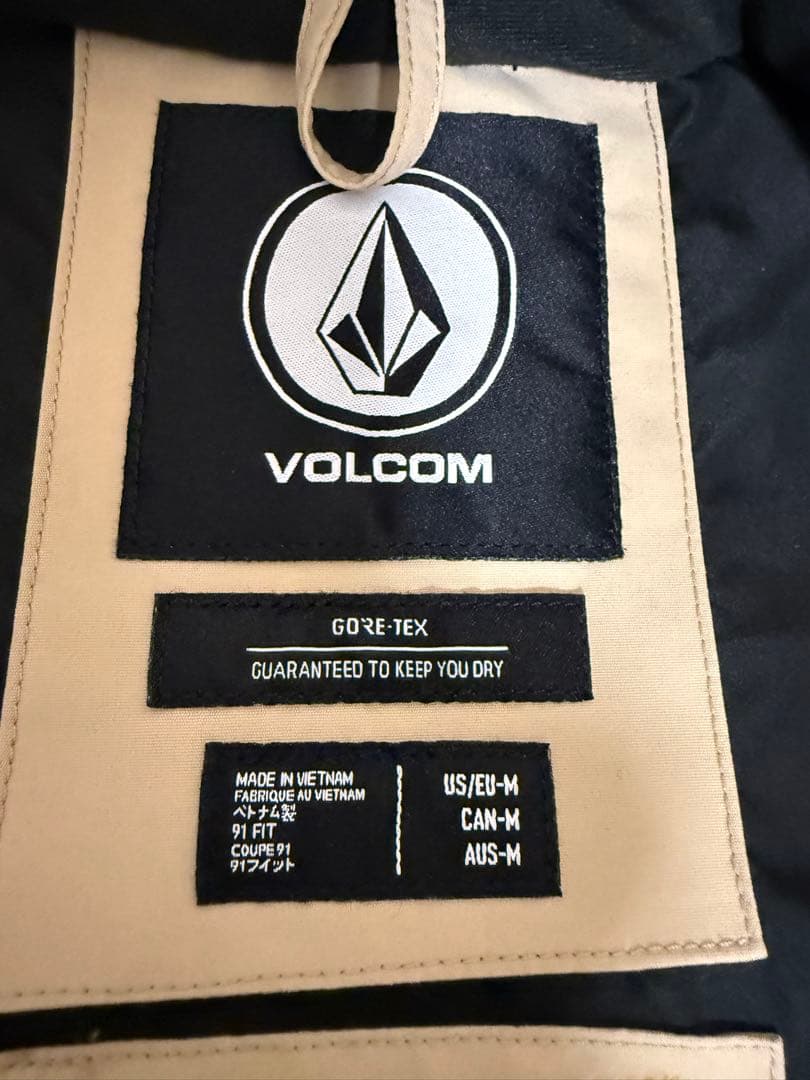 VOLCOM
GORE-TEX
GUARANTEED TO KEEP YOU DRY
MADE IN VIETNAM
FABRIQUE AU VIETNAM
ベトナム製
91 FIT
COUPE 91
91フィット
US/EU-M
CAN-M
AUS-M